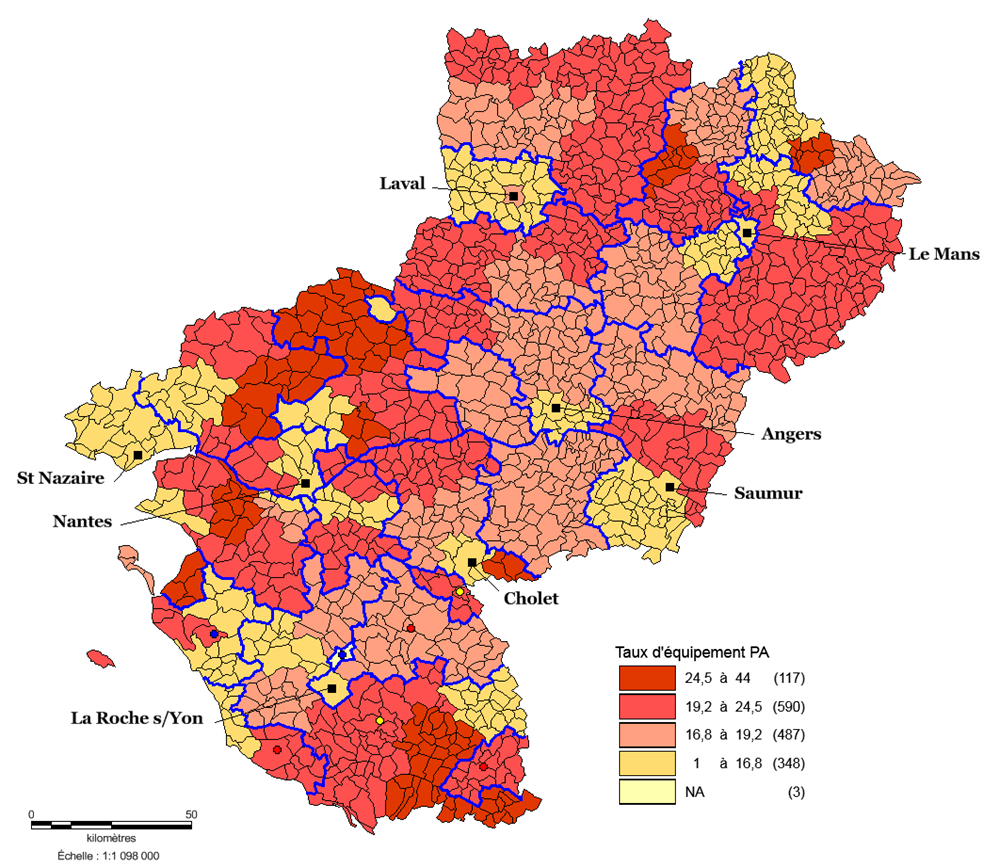 Laval
Le Mans
Angers
St Nazaire
Saumur
Nantes
Cholet
La Roche s/Yon
Taux d'équipement PA
24,5 à 44 (117)
19,2 à 24,5 (590)
16,8 à 19,2 (487)
1 à 16,8 (348)
NA (3)
0 50
kilomètres
Échelle : 1:1 098 000